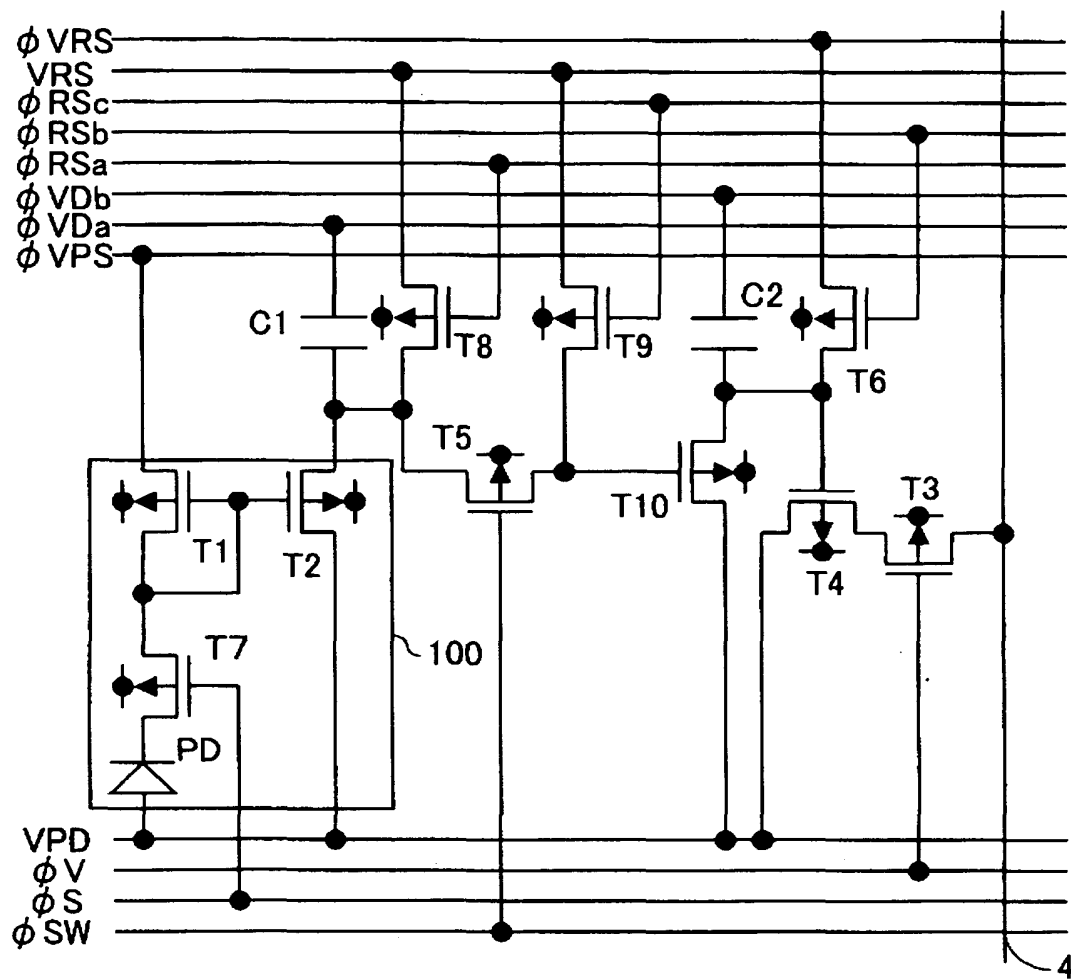 φVRS
VRS
φRSc
φRSb
φRSa
φVDb
φVDa
φVPS
C1
T8
T9
C2
T6
T5
T10
T3
T1
T2
T4
T7
100
PD
VPD
φV
φS
φSW
4